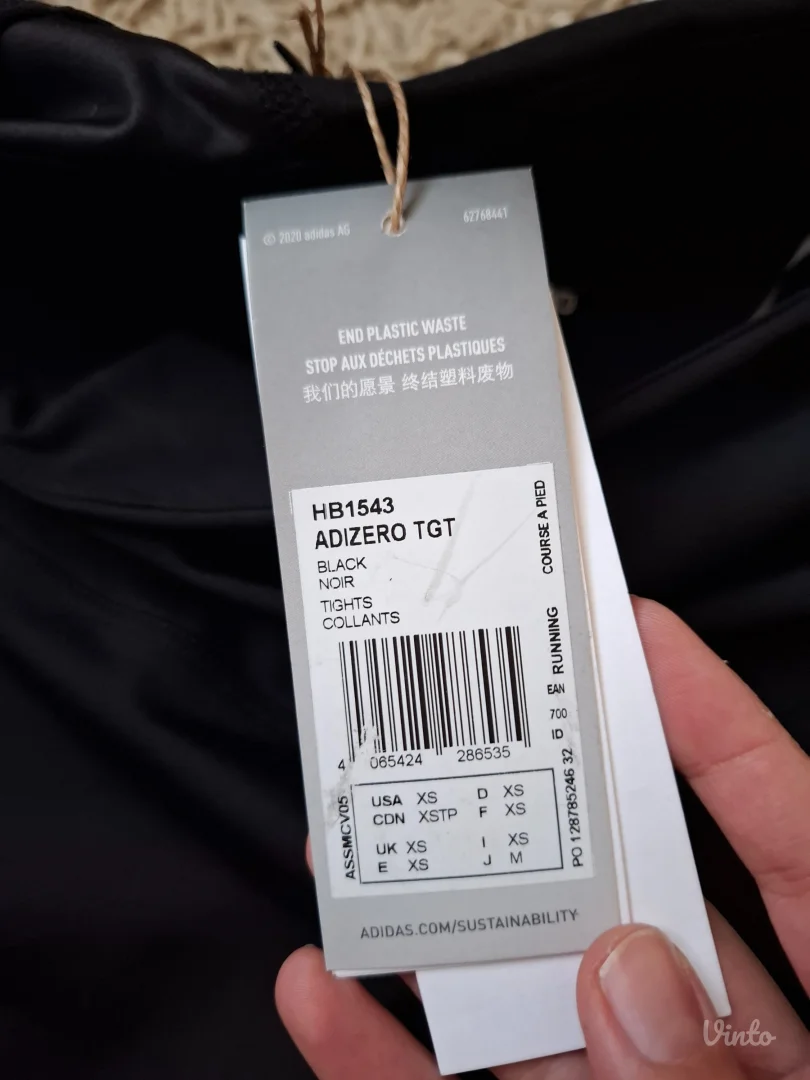 © 2020 adidas AG
62768441
END PLASTIC WASTE
STOP AUX DÉCHETS PLASTIQUES
我们的愿景 终结塑料废物
HB1543
ADIZERO TGT
BLACK
NOIR
TIGHTS
COLLANTS
RUNNING COURSE A PIED
EAN
700
ID
4 065424 286535
ASSMCV05
USA XS D XS
CDN XSTP F XS
UK XS I XS
E XS J M
PO 128785246 32
ADIDAS.COM/SUSTAINABILITY
Vinto